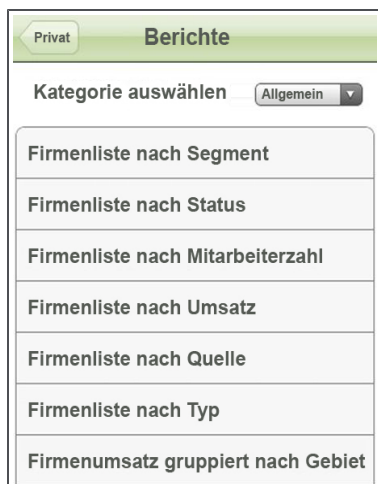 Privat Berichte
Kategorie auswählen Allgemein
Firmenliste nach Segment
Firmenliste nach Status
Firmenliste nach Mitarbeiterzahl
Firmenliste nach Umsatz
Firmenliste nach Quelle
Firmenliste nach Typ
Firmenumsatz gruppiert nach Gebiet